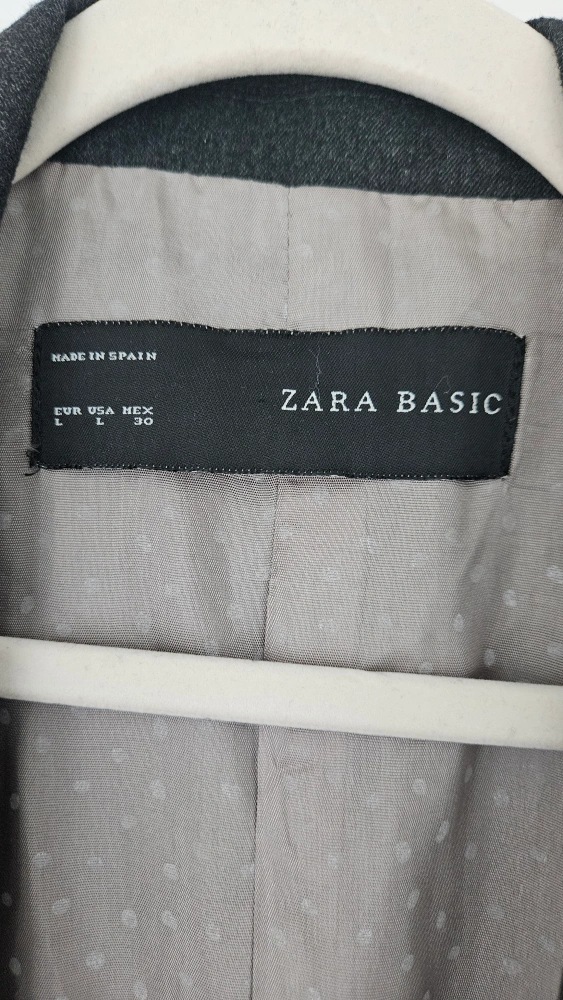 MADE IN SPAIN
ZARA BASIC
EUR USA MEX
L L 30